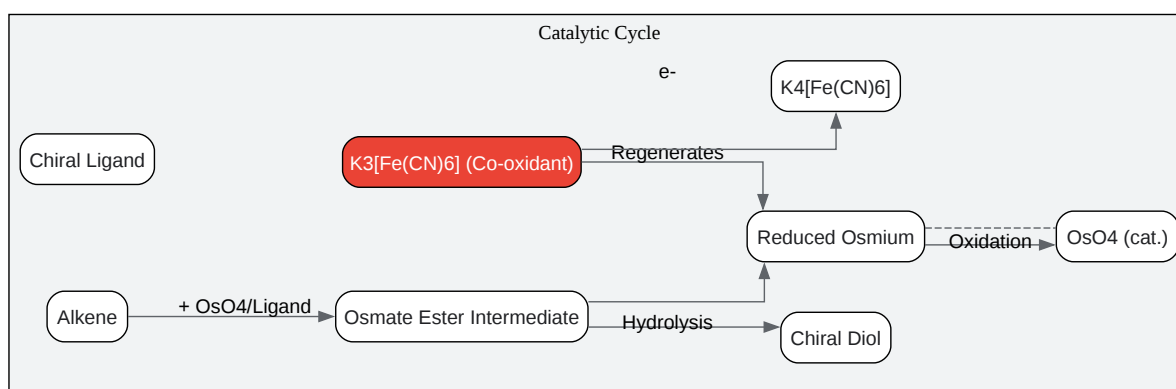 Catalytic Cycle
e-
K4[Fe(CN)6]
Chiral Ligand
K3[Fe(CN)6] (Co-oxidant)
Regenerates
Reduced Osmium
Oxidation
OsO4 (cat.)
Alkene
+ OsO4/Ligand
Osmate Ester Intermediate
Hydrolysis
Chiral Diol